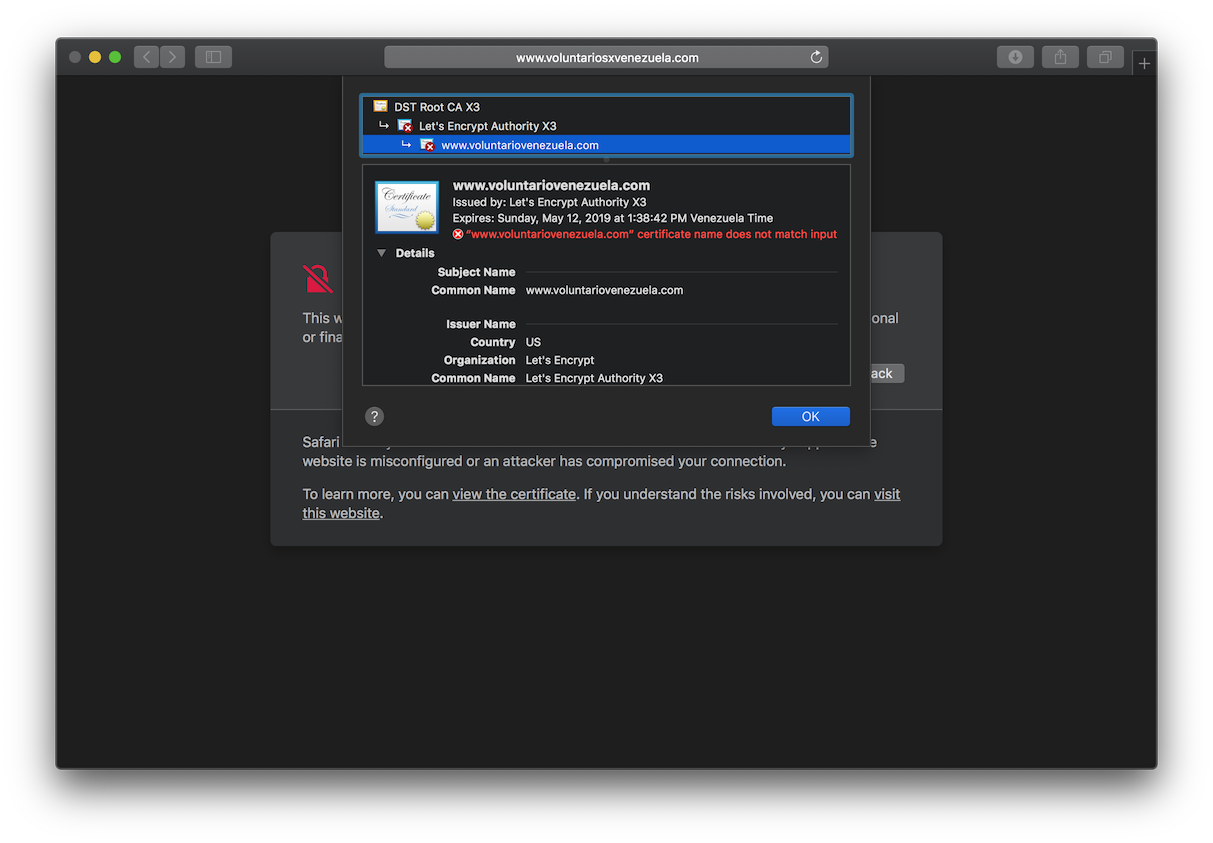 www.voluntariosxvenezuela.com
DST Root CA X3
Let's Encrypt Authority X3
www.voluntariovenezuela.com
Certificate
Standard
www.voluntariovenezuela.com
Issued by: Let's Encrypt Authority X3
Expires: Sunday, May 12, 2019 at 1:38:42 PM Venezuela Time
“www.voluntariovenezuela.com” certificate name does not match input
Details
Subject Name
Common Name www.voluntariovenezuela.com
Issuer Name
Country US
Organization Let's Encrypt
Common Name Let's Encrypt Authority X3
This w
onal
or fina
ack
?
OK
Safari
website is misconfigured or an attacker has compromised your connection.
To learn more, you can view the certificate. If you understand the risks involved, you can visit
this website.